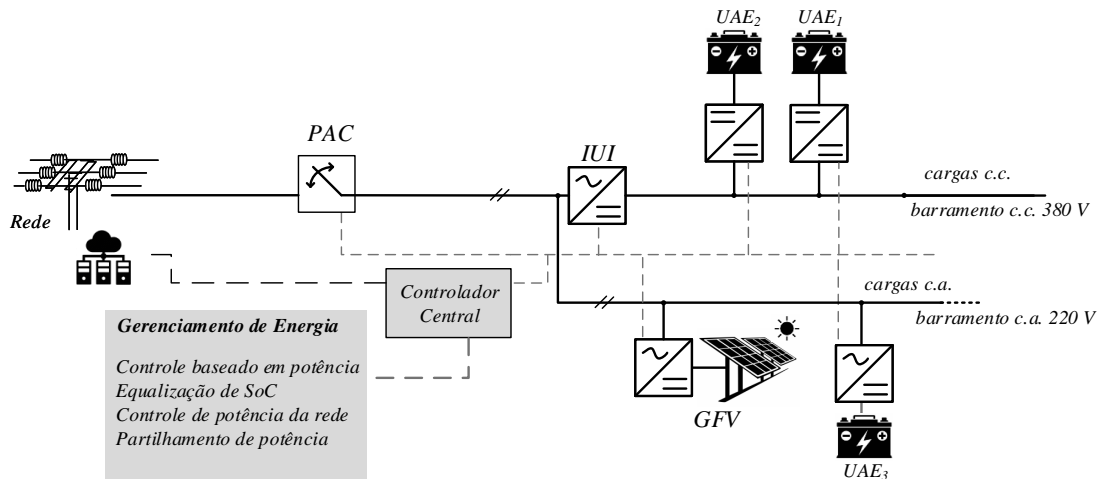 UAE₂
UAE₁
PAC
IUI
Rede
cargas c.c.
barramento c.c. 380 V
Controlador
Central
cargas c.a.
barramento c.a. 220 V
Gerenciamento de Energia
Controle baseado em potência
Equalização de SoC
Controle de potência da rede
Partilhamento de potência
GFV
UAE₃